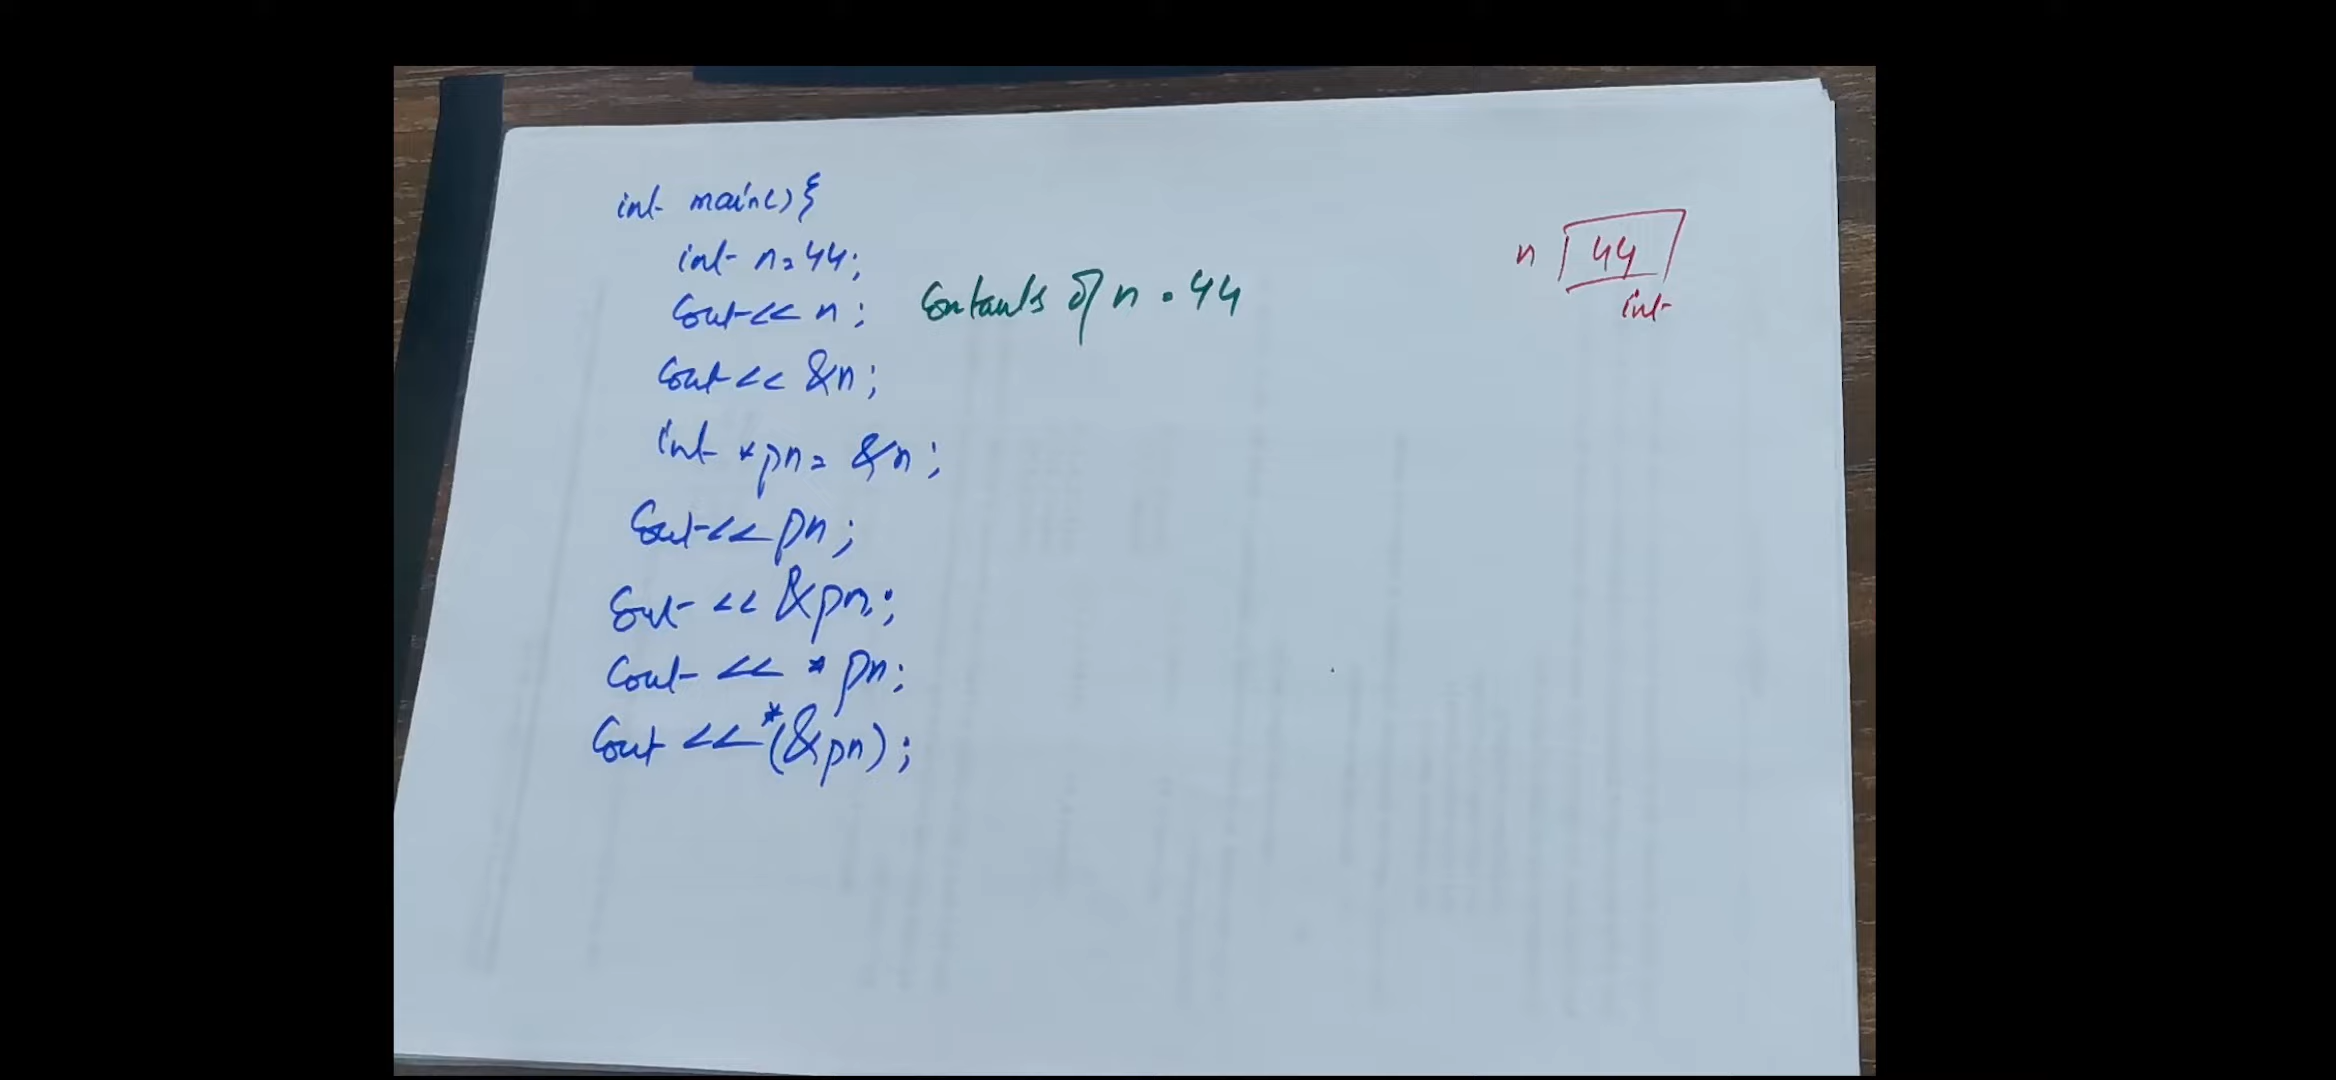 int main() {
int n = 44;
Cout << n; Contants of n . 44
Cout << &n;
int *pn = &n;
Cout << pn;
Cout << &pn;
Cout << * pn;
Cout << *(&pn);
n 44
int